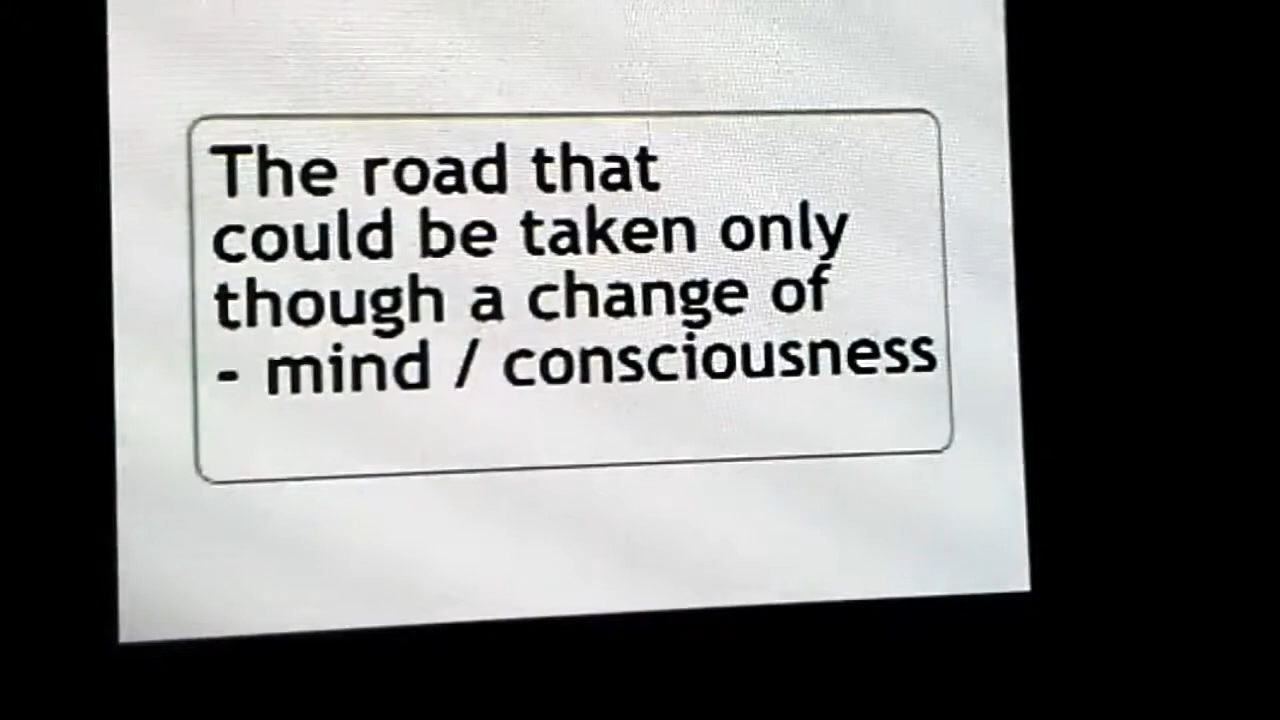 The road that
could be taken only
though a change of
- mind / consciousness